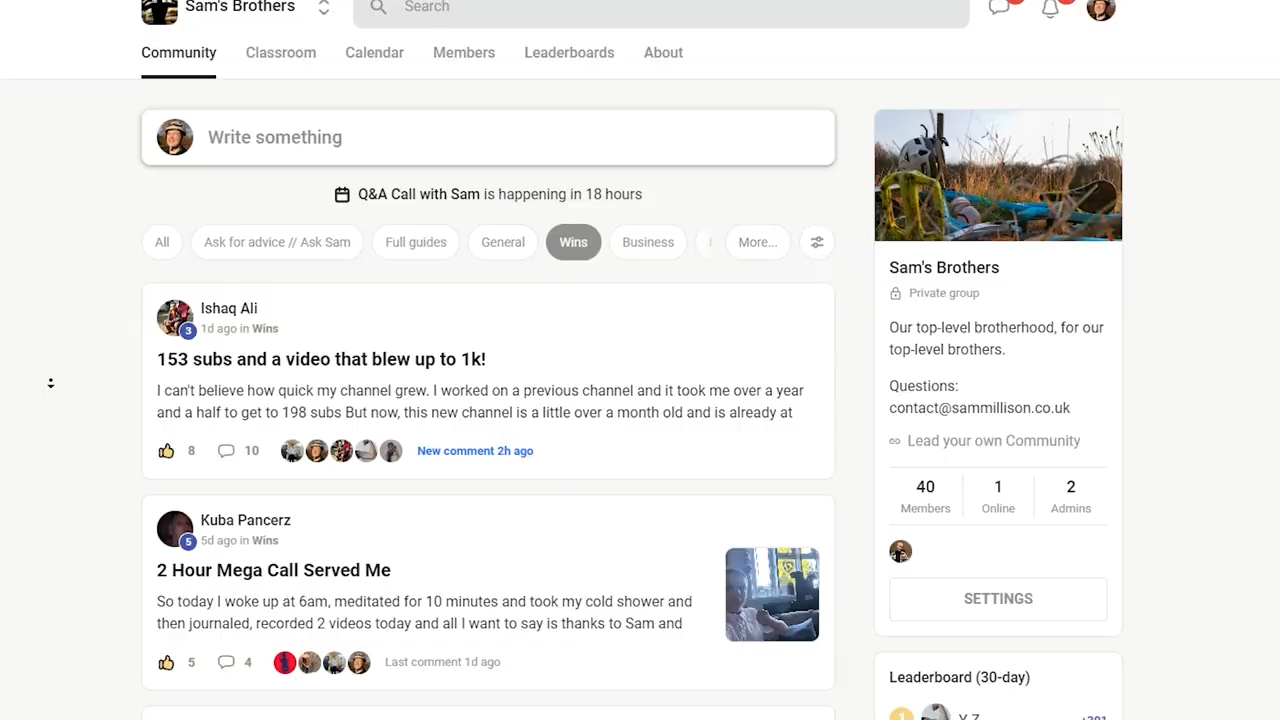 Sam's Brothers
Search
Community
Classroom
Calendar
Members
Leaderboards
About
Write something
Q&A Call with Sam is happening in 18 hours
All
Ask for advice // Ask Sam
Full guides
General
Wins
Business
More...
Ishaq Ali
3
1d ago in Wins
153 subs and a video that blew up to 1k!
I can't believe how quick my channel grew. I worked on a previous channel and it took me over a year
and a half to get to 198 subs But now, this new channel is a little over a month old and is already at
8
10
New comment 2h ago
Kuba Pancerz
5
5d ago in Wins
2 Hour Mega Call Served Me
So today I woke up at 6am, meditated for 10 minutes and took my cold shower and
then journaled, recorded 2 videos today and all I want to say is thanks to Sam and
5
4
Last comment 1d ago
Sam's Brothers
Private group
Our top-level brotherhood, for our
top-level brothers.
Questions:
contact@sammillison.co.uk
Lead your own Community
40
Members
1
Online
2
Admins
SETTINGS
Leaderboard (30-day)